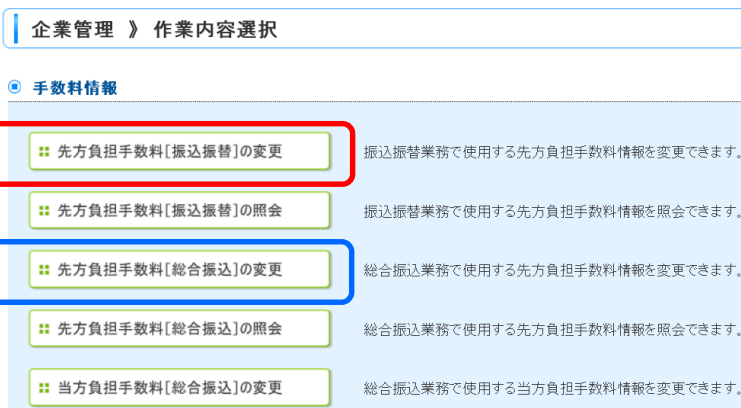 企業管理 》 作業内容選択
手数料情報
先方負担手数料[振込振替]の変更 振込振替業務で使用する先方負担手数料情報を変更できます。
先方負担手数料[振込振替]の照会 振込振替業務で使用する先方負担手数料情報を照会できます。
先方負担手数料[総合振込]の変更 総合振込業務で使用する先方負担手数料情報を変更できます。
先方負担手数料[総合振込]の照会 総合振込業務で使用する先方負担手数料情報を照会できます。
当方負担手数料[総合振込]の変更 総合振込業務で使用する当方負担手数料情報を変更できます。